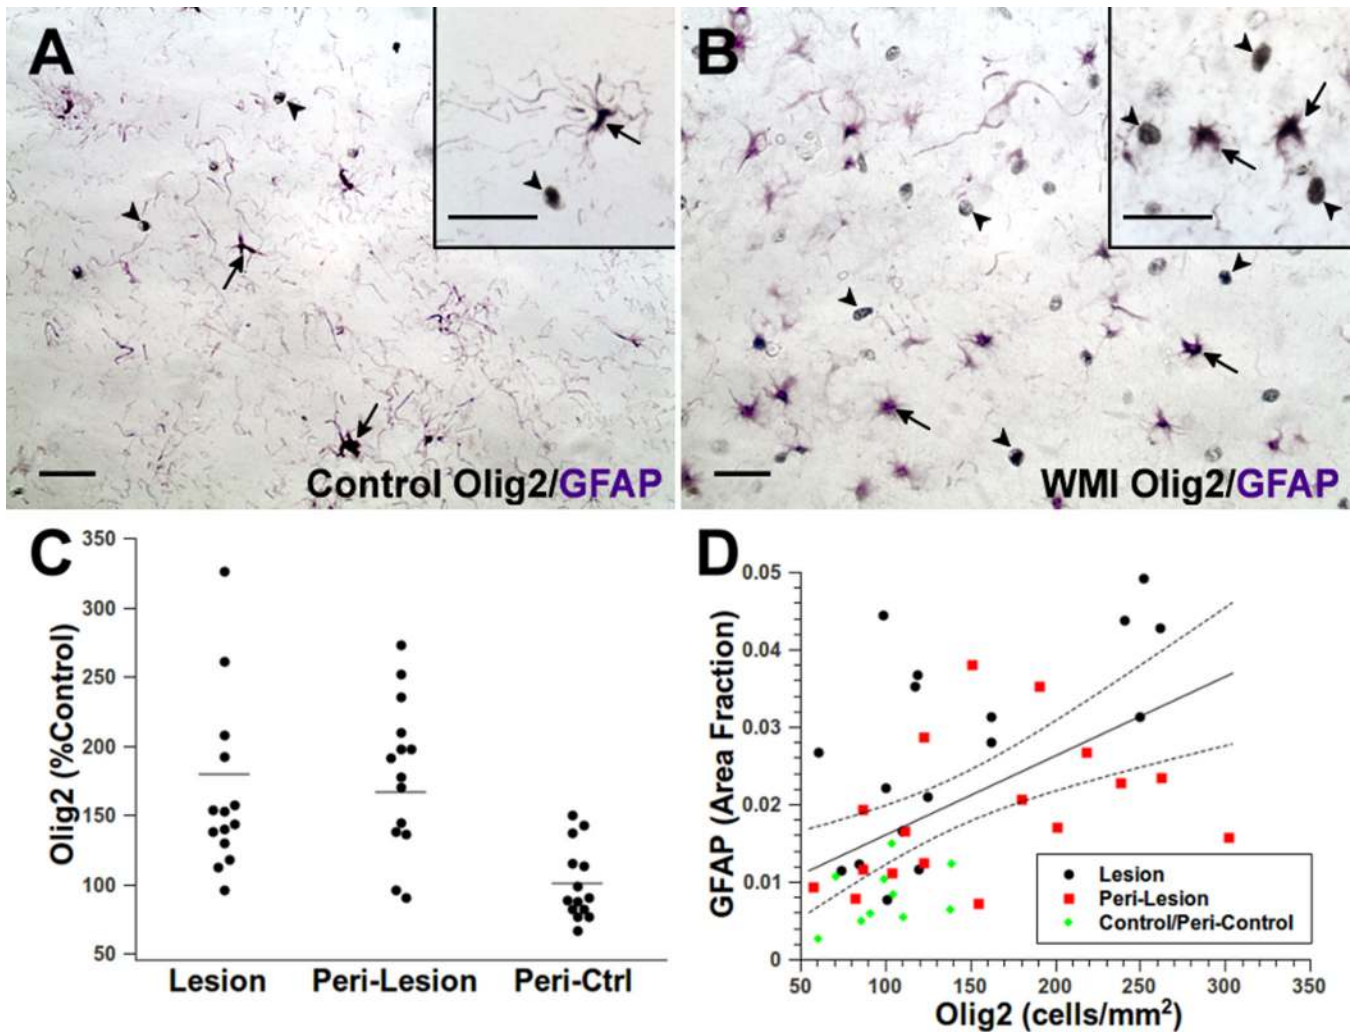 A
Control Olig2/GFAP
B
WMI Olig2/GFAP
C
Olig2 (%Control)
350
300
250
200
150
100
50
Lesion Peri-Lesion Peri-Ctrl
D
GFAP (Area Fraction)
0.05
0.04
0.03
0.02
0.01
0
Lesion
Peri-Lesion
Control/Peri-Control
50 100 150 200 250 300 350
Olig2 (cells/mm²)